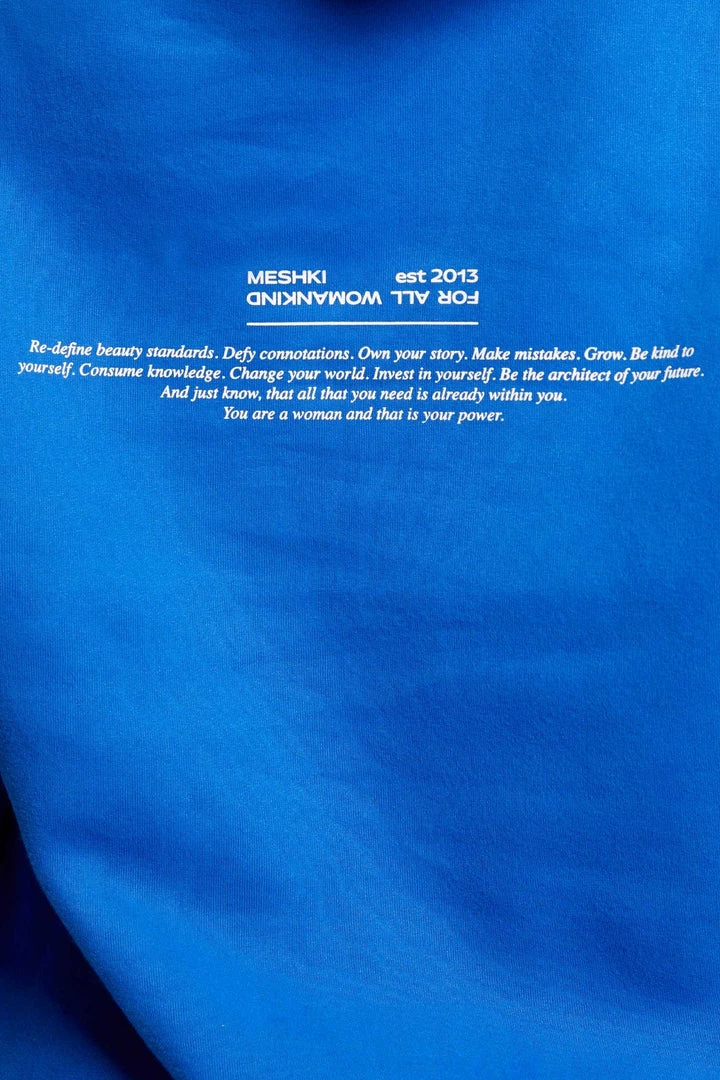 MESHKI est 2013
FOR ALL WOMANKIND
Re-define beauty standards. Defy connotations. Own your story. Make mistakes. Grow. Be kind to
yourself. Consume knowledge. Change your world. Invest in yourself. Be the architect of your future.
And just know, that all that you need is already within you.
You are a woman and that is your power.